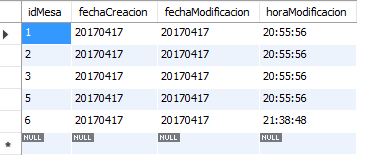 idMesa fechaCreacion fechaModificacion horaModificacion
1 20170417 20170417 20:55:56
2 20170417 20170417 20:55:56
3 20170417 20170417 20:55:56
5 20170417 20170417 20:55:56
6 20170417 20170417 21:38:48
NULL NULL NULL NULL